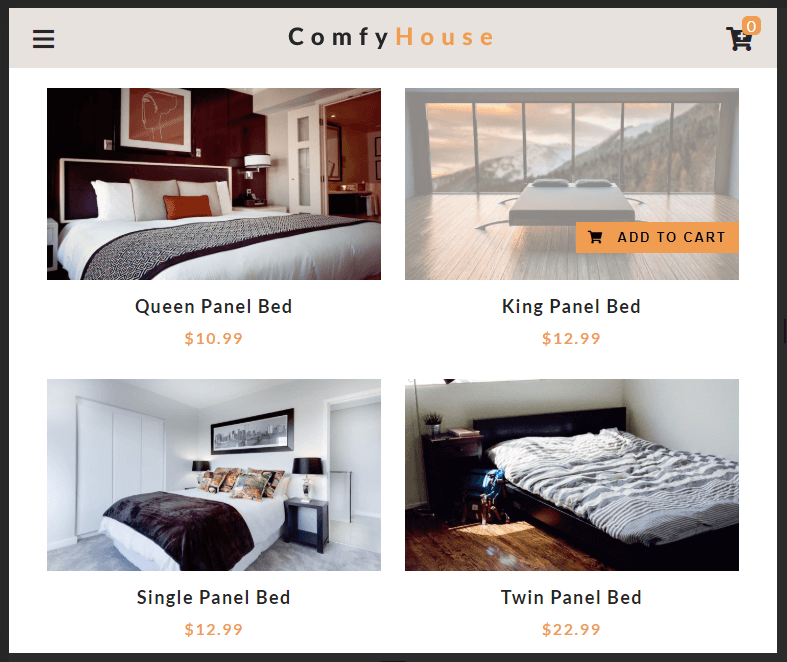 ComfyHouse
0
ADD TO CART
Queen Panel Bed
King Panel Bed
$10.99
$12.99
Single Panel Bed
Twin Panel Bed
$12.99
$22.99